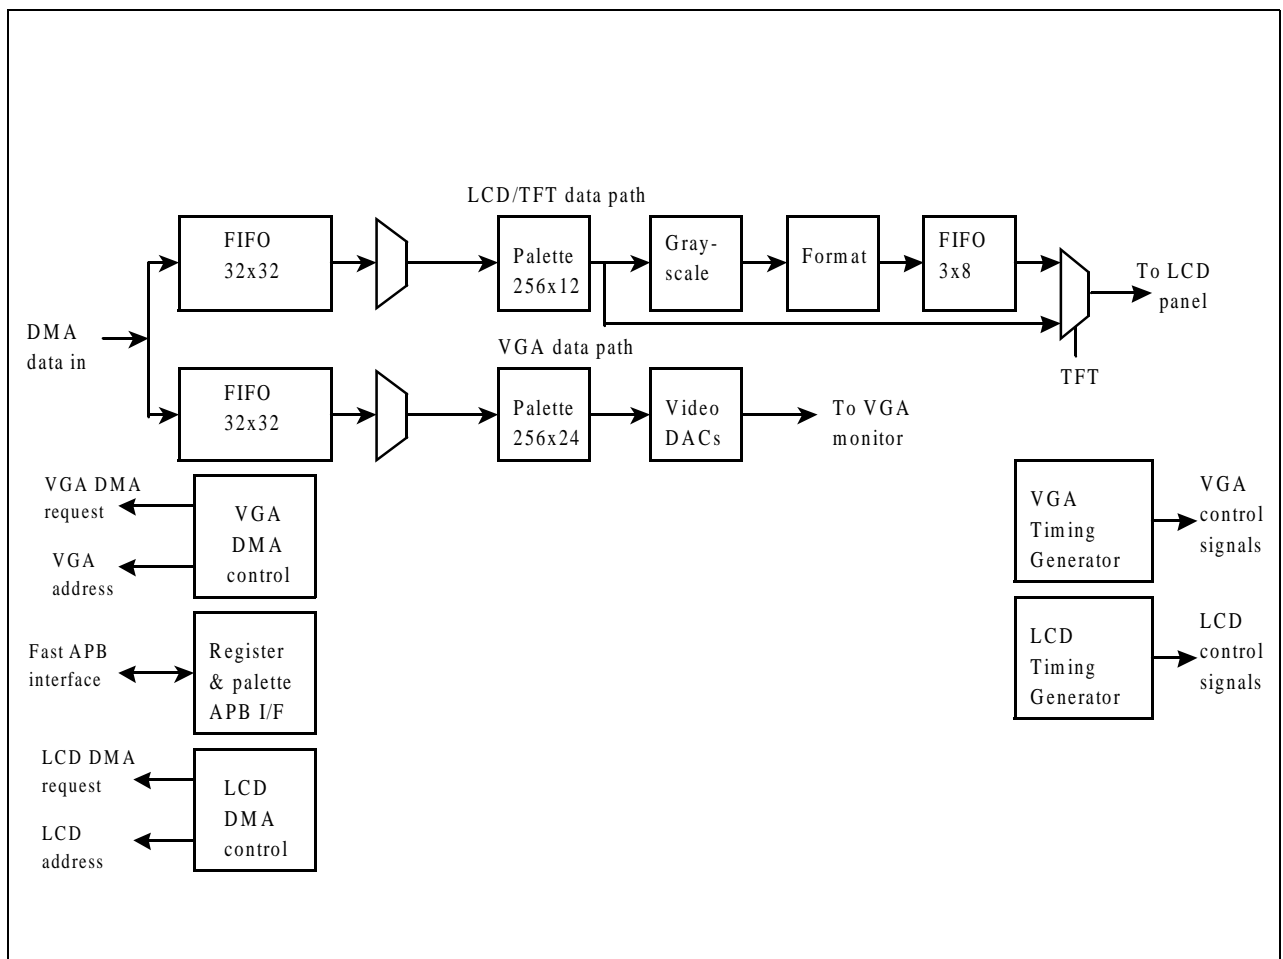 LCD/TFT data path
FIFO
32x32
Palette
256x12
Gray-
scale
Format
FIFO
3x8
To LCD
panel
DMA
data in
TFT
VGA data path
FIFO
32x32
Palette
256x24
Video
DACs
To VGA
monitor
VGA DMA
request
VGA
address
VGA
DMA
control
VGA
Timing
Generator
VGA
control
signals
Fast APB
interface
Register
& palette
APB I/F
LCD
Timing
Generator
LCD
control
signals
LCD DMA
request
LCD
address
LCD
DMA
control